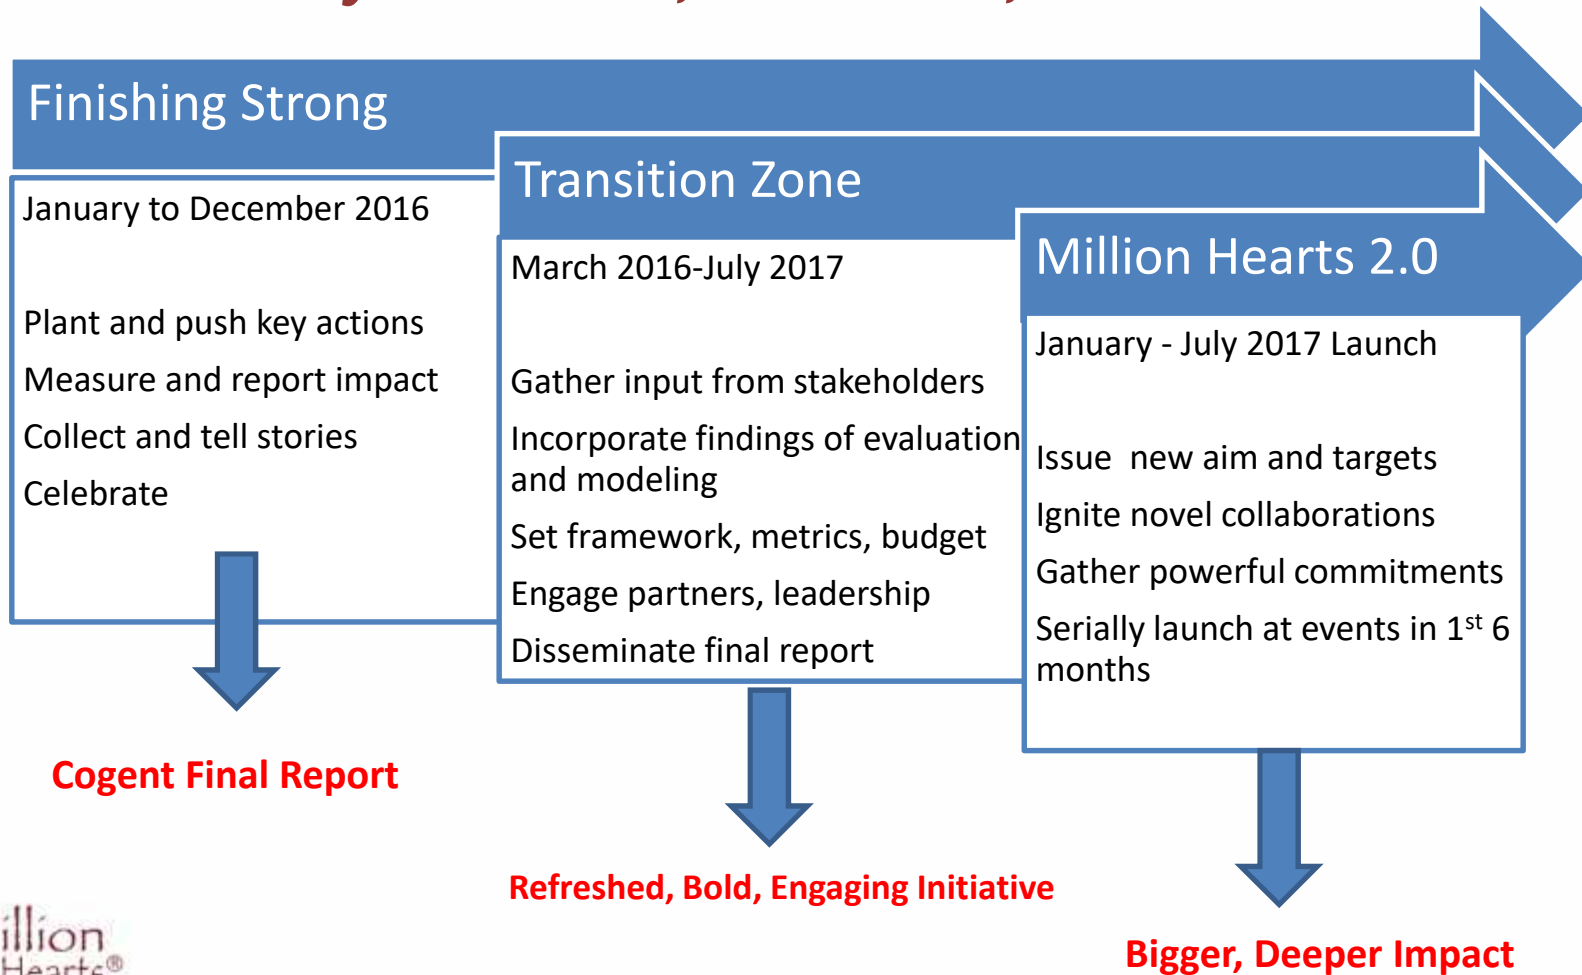 Finishing Strong
January to December 2016
Plant and push key actions
Measure and report impact
Collect and tell stories
Celebrate
Cogent Final Report
Transition Zone
March 2016-July 2017
Gather input from stakeholders
Incorporate findings of evaluation
and modeling
Set framework, metrics, budget
Engage partners, leadership
Disseminate final report
Refreshed, Bold, Engaging Initiative
Million Hearts 2.0
January - July 2017 Launch
Issue  new aim and targets
Ignite novel collaborations
Gather powerful commitments
Serially launch at events in 1st 6
months
Bigger, Deeper Impact
illion
Hearts®